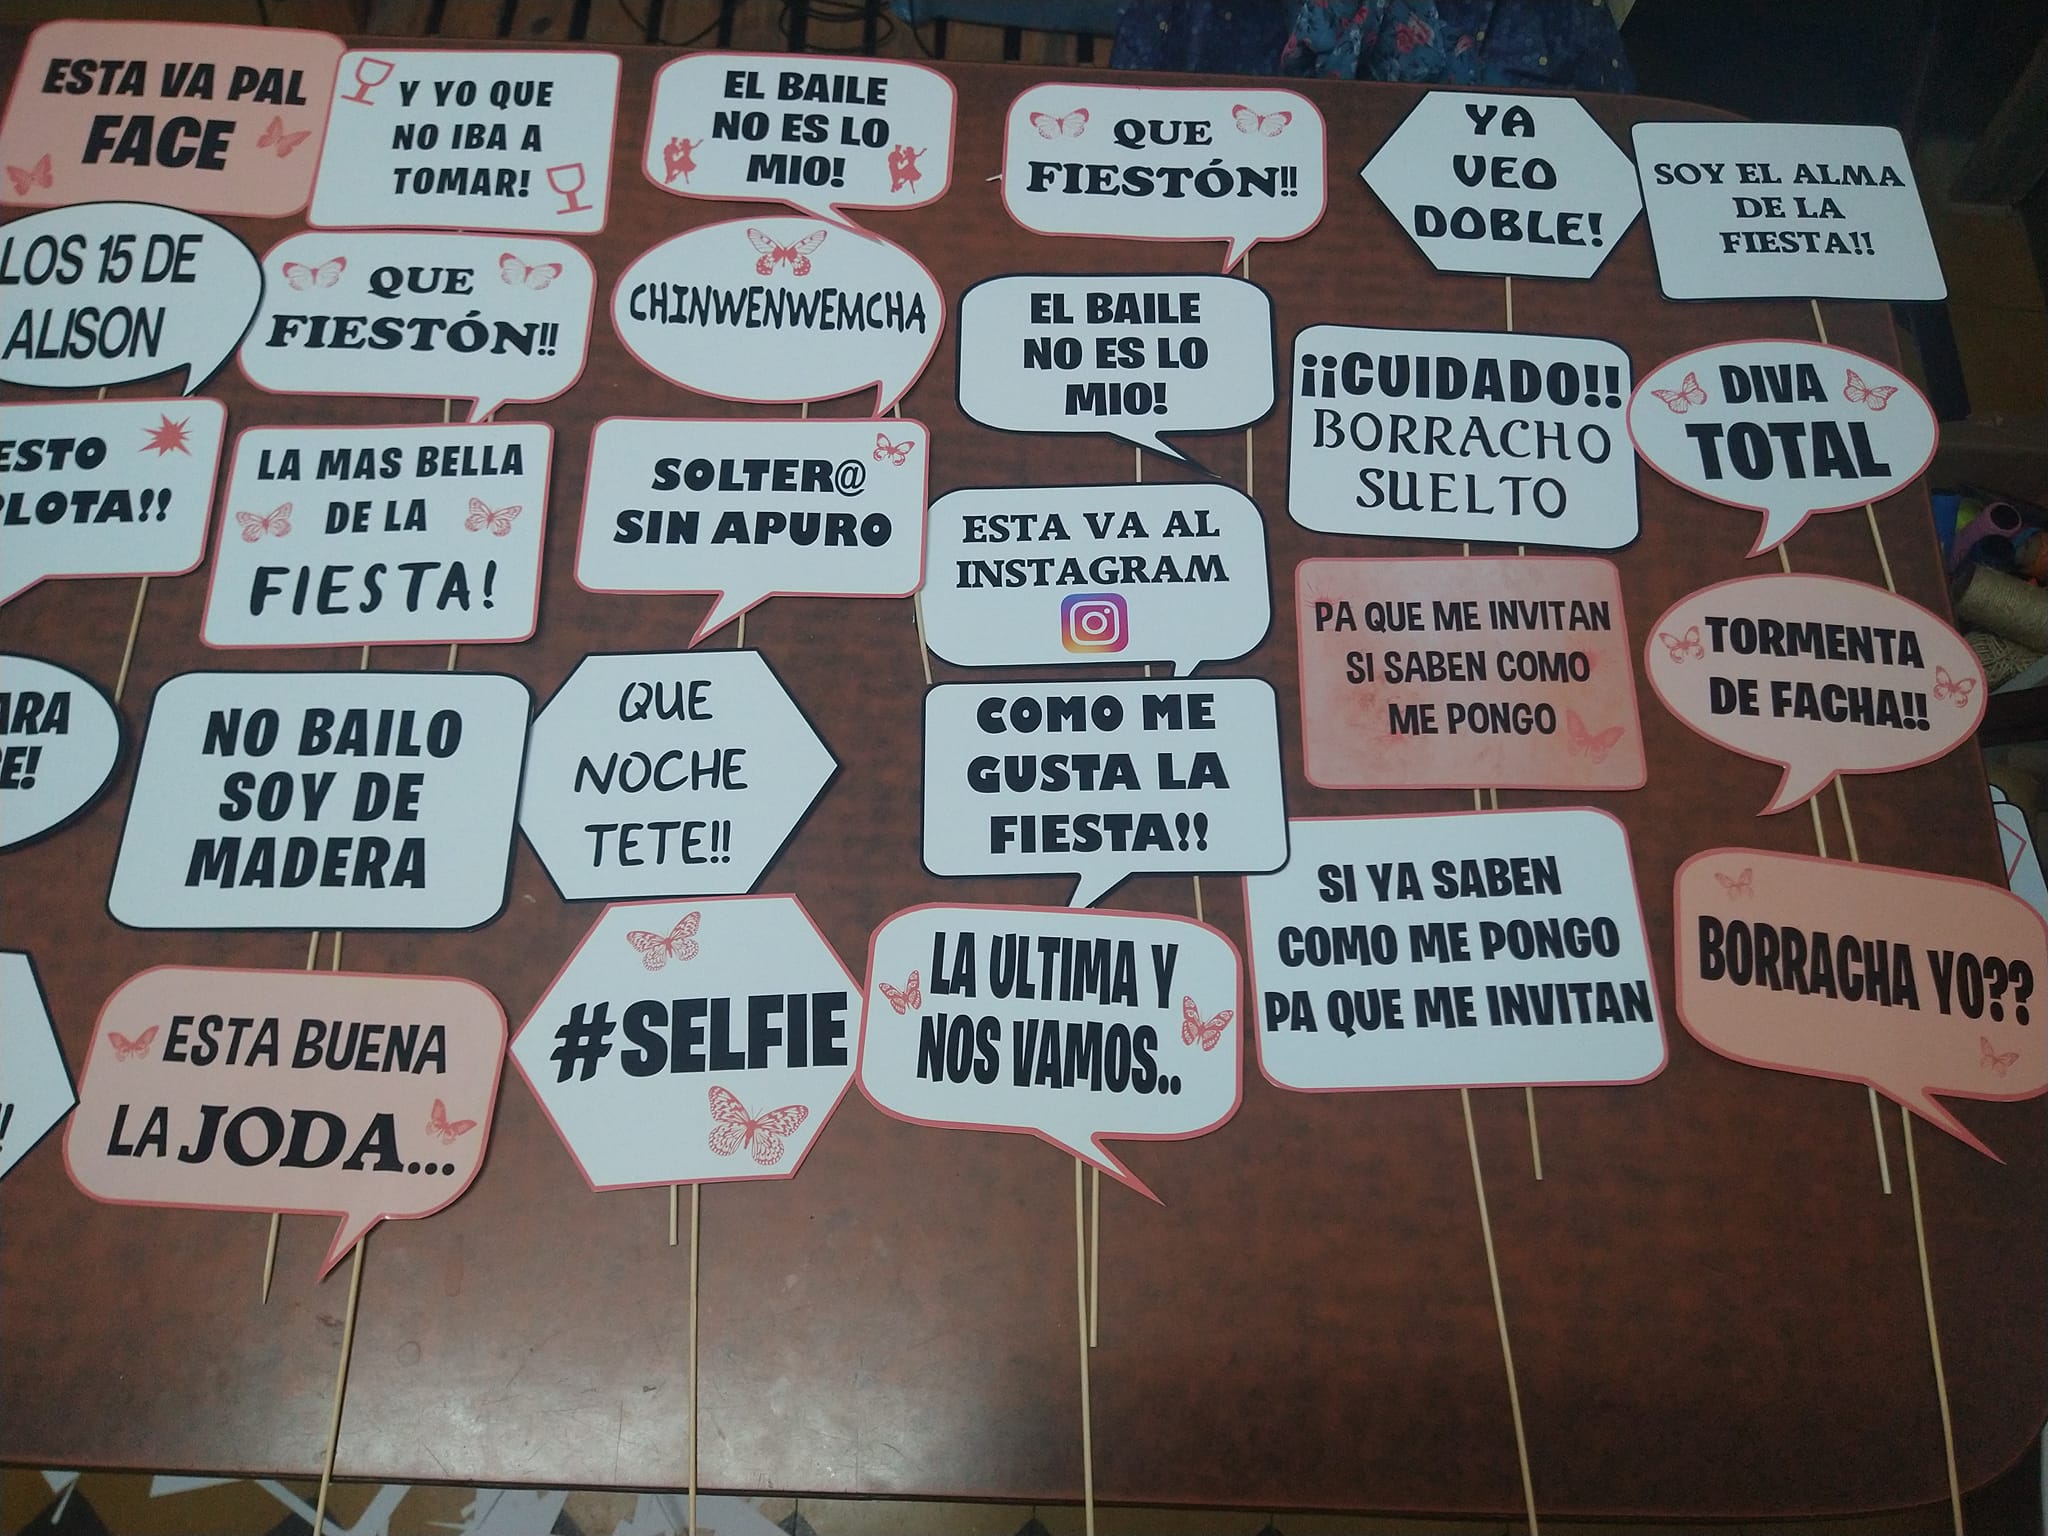 ESTA VA PAL
FACE
Y YO QUE
NO IBA A
TOMAR!
EL BAILE
NO ES LO
MIO!
QUE
FIESTÓN!!
YA
VEO
DOBLE!
SOY EL ALMA
DE LA
FIESTA!!
LOS 15 DE
ALISON
QUE
FIESTÓN!!
CHINWENWEMCHA
EL BAILE
NO ES LO
MIO!
¡¡CUIDADO!!
BORRACHO
SUELTO
DIVA
TOTAL
ESTO
LA MAS BELLA
DE LA
FIESTA!
SOLTER@
SIN APURO
ESTA VA AL
INSTAGRAM
PA QUE ME INVITAN
SI SABEN COMO
ME PONGO
TORMENTA
DE FACHA!!
NO BAILO
SOY DE
MADERA
QUE
NOCHE
TETE!!
COMO ME
GUSTA LA
FIESTA!!
SI YA SABEN
COMO ME PONGO
PA QUE ME INVITAN
BORRACHA YO??
ESTA BUENA
LA JODA...
#SELFIE
LA ULTIMA Y
NOS VAMOS..